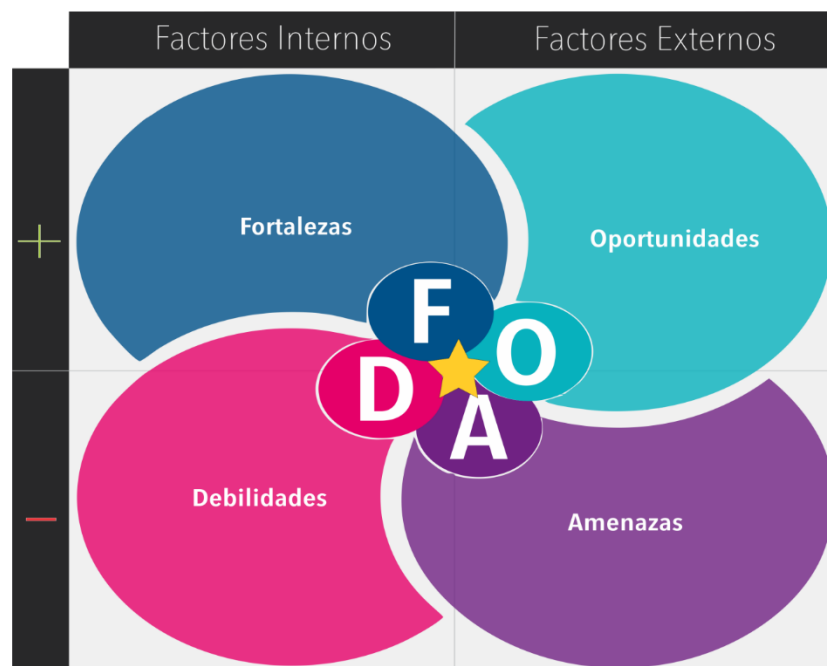 Factores Internos
Factores Externos
+
Fortalezas
Oportunidades
F
O
D
A
−
Debilidades
Amenazas